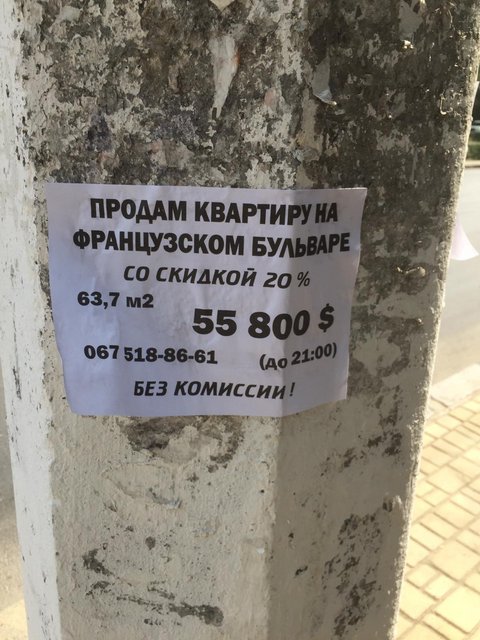 ПРОДАМ КВАРТИРУ НА
ФРАНЦУЗСКОМ БУЛЬВАРЕ
СО СКИДКОЙ 20 %
63,7 м2
55 800 $
067 518-86-61 (до 21:00)
БЕЗ КОМИССИИ!